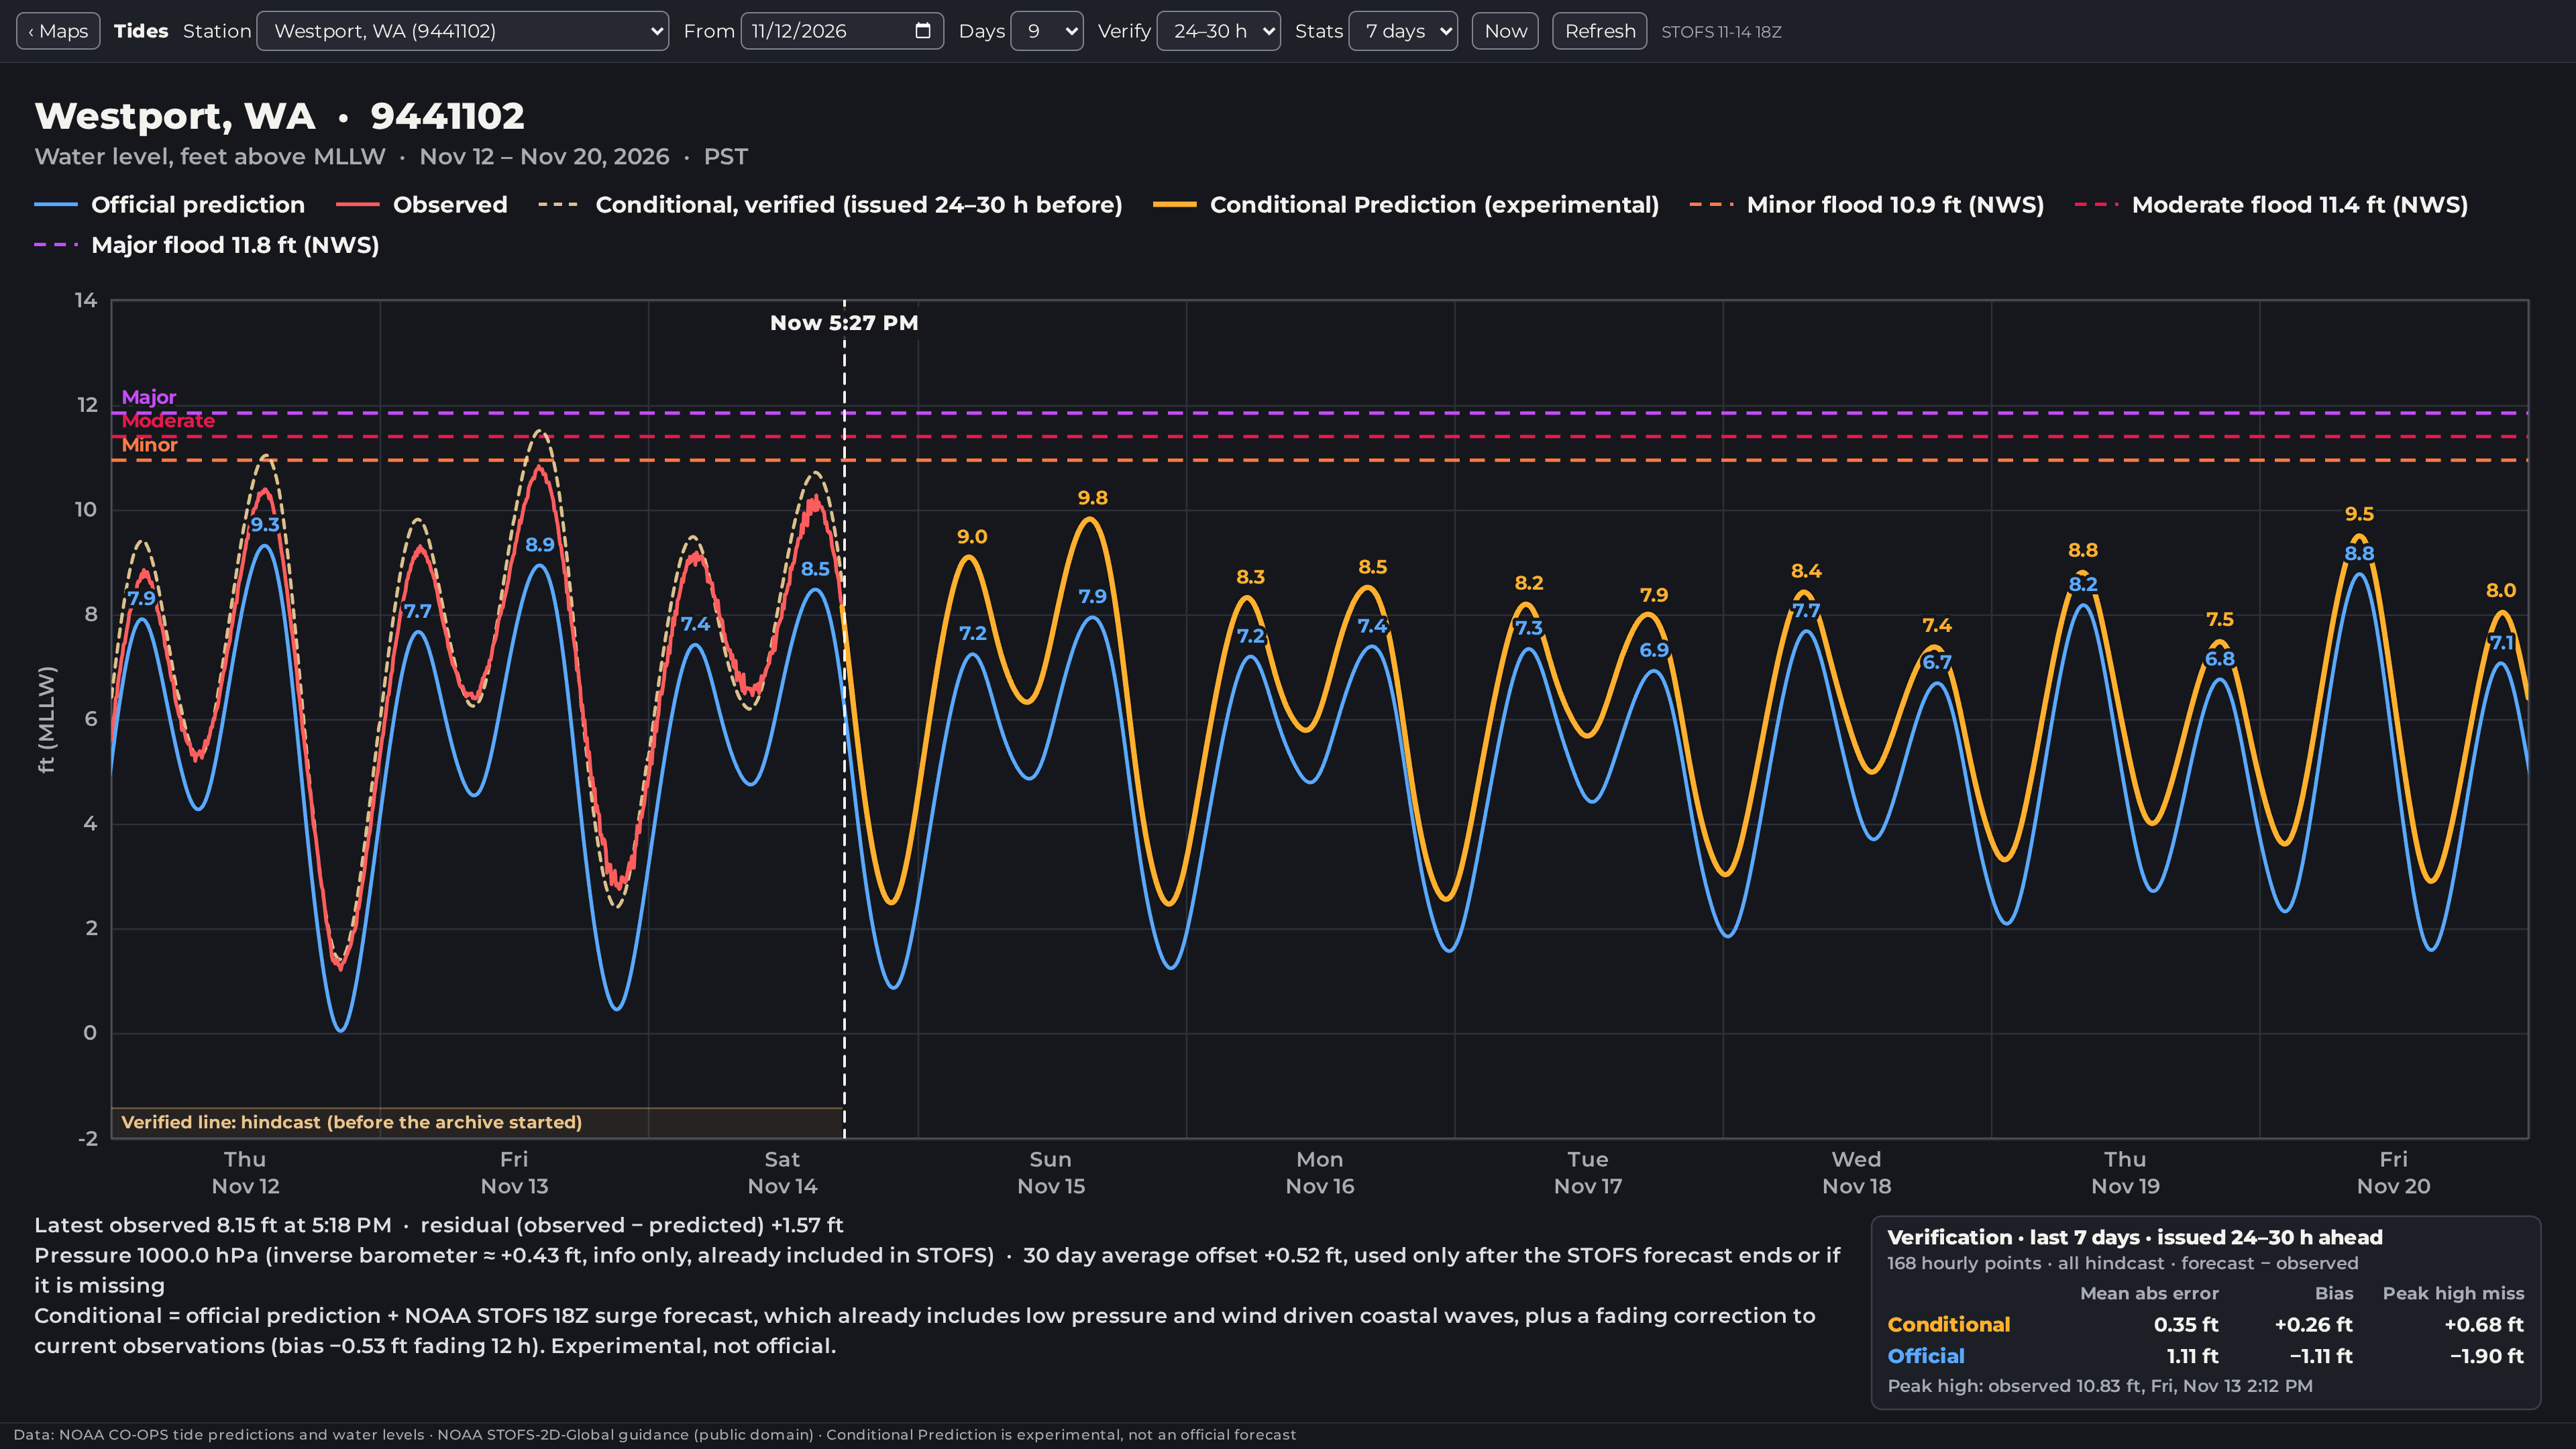 ‹ Maps Tides Station Westport, WA (9441102) From 11/12/2026 Days 9 Verify 24–30 h Stats 7 days Now Refresh STOFS 11-14 18Z
Westport, WA · 9441102
Water level, feet above MLLW · Nov 12 – Nov 20, 2026 · PST
Official prediction Observed Conditional, verified (issued 24–30 h before) Conditional Prediction (experimental) Minor flood 10.9 ft (NWS) Moderate flood 11.4 ft (NWS)
Major flood 11.8 ft (NWS)
14
Now 5:27 PM
12
Major
Moderate
Minor
10
8
6
4
2
0
-2
ft (MLLW)
7.9 9.3 7.7 8.9 7.4 8.5
9.0 9.8 8.3 8.5 8.2 7.9 8.4 7.4 8.8 7.5 9.5 8.0
7.2 7.9 7.2 7.4 7.3 6.9 7.7 6.7 8.2 6.8 8.8 7.1
Verified line: hindcast (before the archive started)
Thu Fri Sat Sun Mon Tue Wed Thu Fri
Nov 12 Nov 13 Nov 14 Nov 15 Nov 16 Nov 17 Nov 18 Nov 19 Nov 20
Latest observed 8.15 ft at 5:18 PM · residual (observed − predicted) +1.57 ft
Pressure 1000.0 hPa (inverse barometer ≈ +0.43 ft, info only, already included in STOFS) · 30 day average offset +0.52 ft, used only after the STOFS forecast ends or if
it is missing
Conditional = official prediction + NOAA STOFS 18Z surge forecast, which already includes low pressure and wind driven coastal waves, plus a fading correction to
current observations (bias −0.53 ft fading 12 h). Experimental, not official.
Verification · last 7 days · issued 24–30 h ahead
168 hourly points · all hindcast · forecast − observed
Mean abs error Bias Peak high miss
Conditional 0.35 ft +0.26 ft +0.68 ft
Official 1.11 ft −1.11 ft −1.90 ft
Peak high: observed 10.83 ft, Fri, Nov 13 2:12 PM
Data: NOAA CO-OPS tide predictions and water levels · NOAA STOFS-2D-Global guidance (public domain) · Conditional Prediction is experimental, not an official forecast